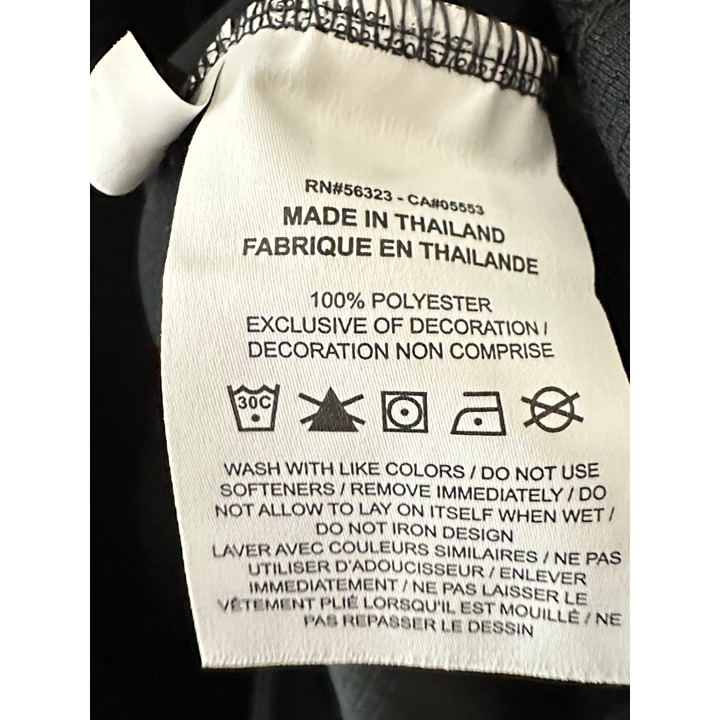 RN#56323 - CA#05553
MADE IN THAILAND
FABRIQUE EN THAILANDE
100% POLYESTER
EXCLUSIVE OF DECORATION /
DECORATION NON COMPRISE
30C
WASH WITH LIKE COLORS / DO NOT USE
SOFTENERS / REMOVE IMMEDIATELY / DO
NOT ALLOW TO LAY ON ITSELF WHEN WET /
DO NOT IRON DESIGN
LAVER AVEC COULEURS SIMILAIRES / NE PAS
UTILISER D'ADOUCISSEUR / ENLEVER
IMMEDIATEMENT / NE PAS LAISSER LE
VÊTEMENT PLIÉ LORSQU'IL EST MOUILLÉ / NE
PAS REPASSER LE DESSIN